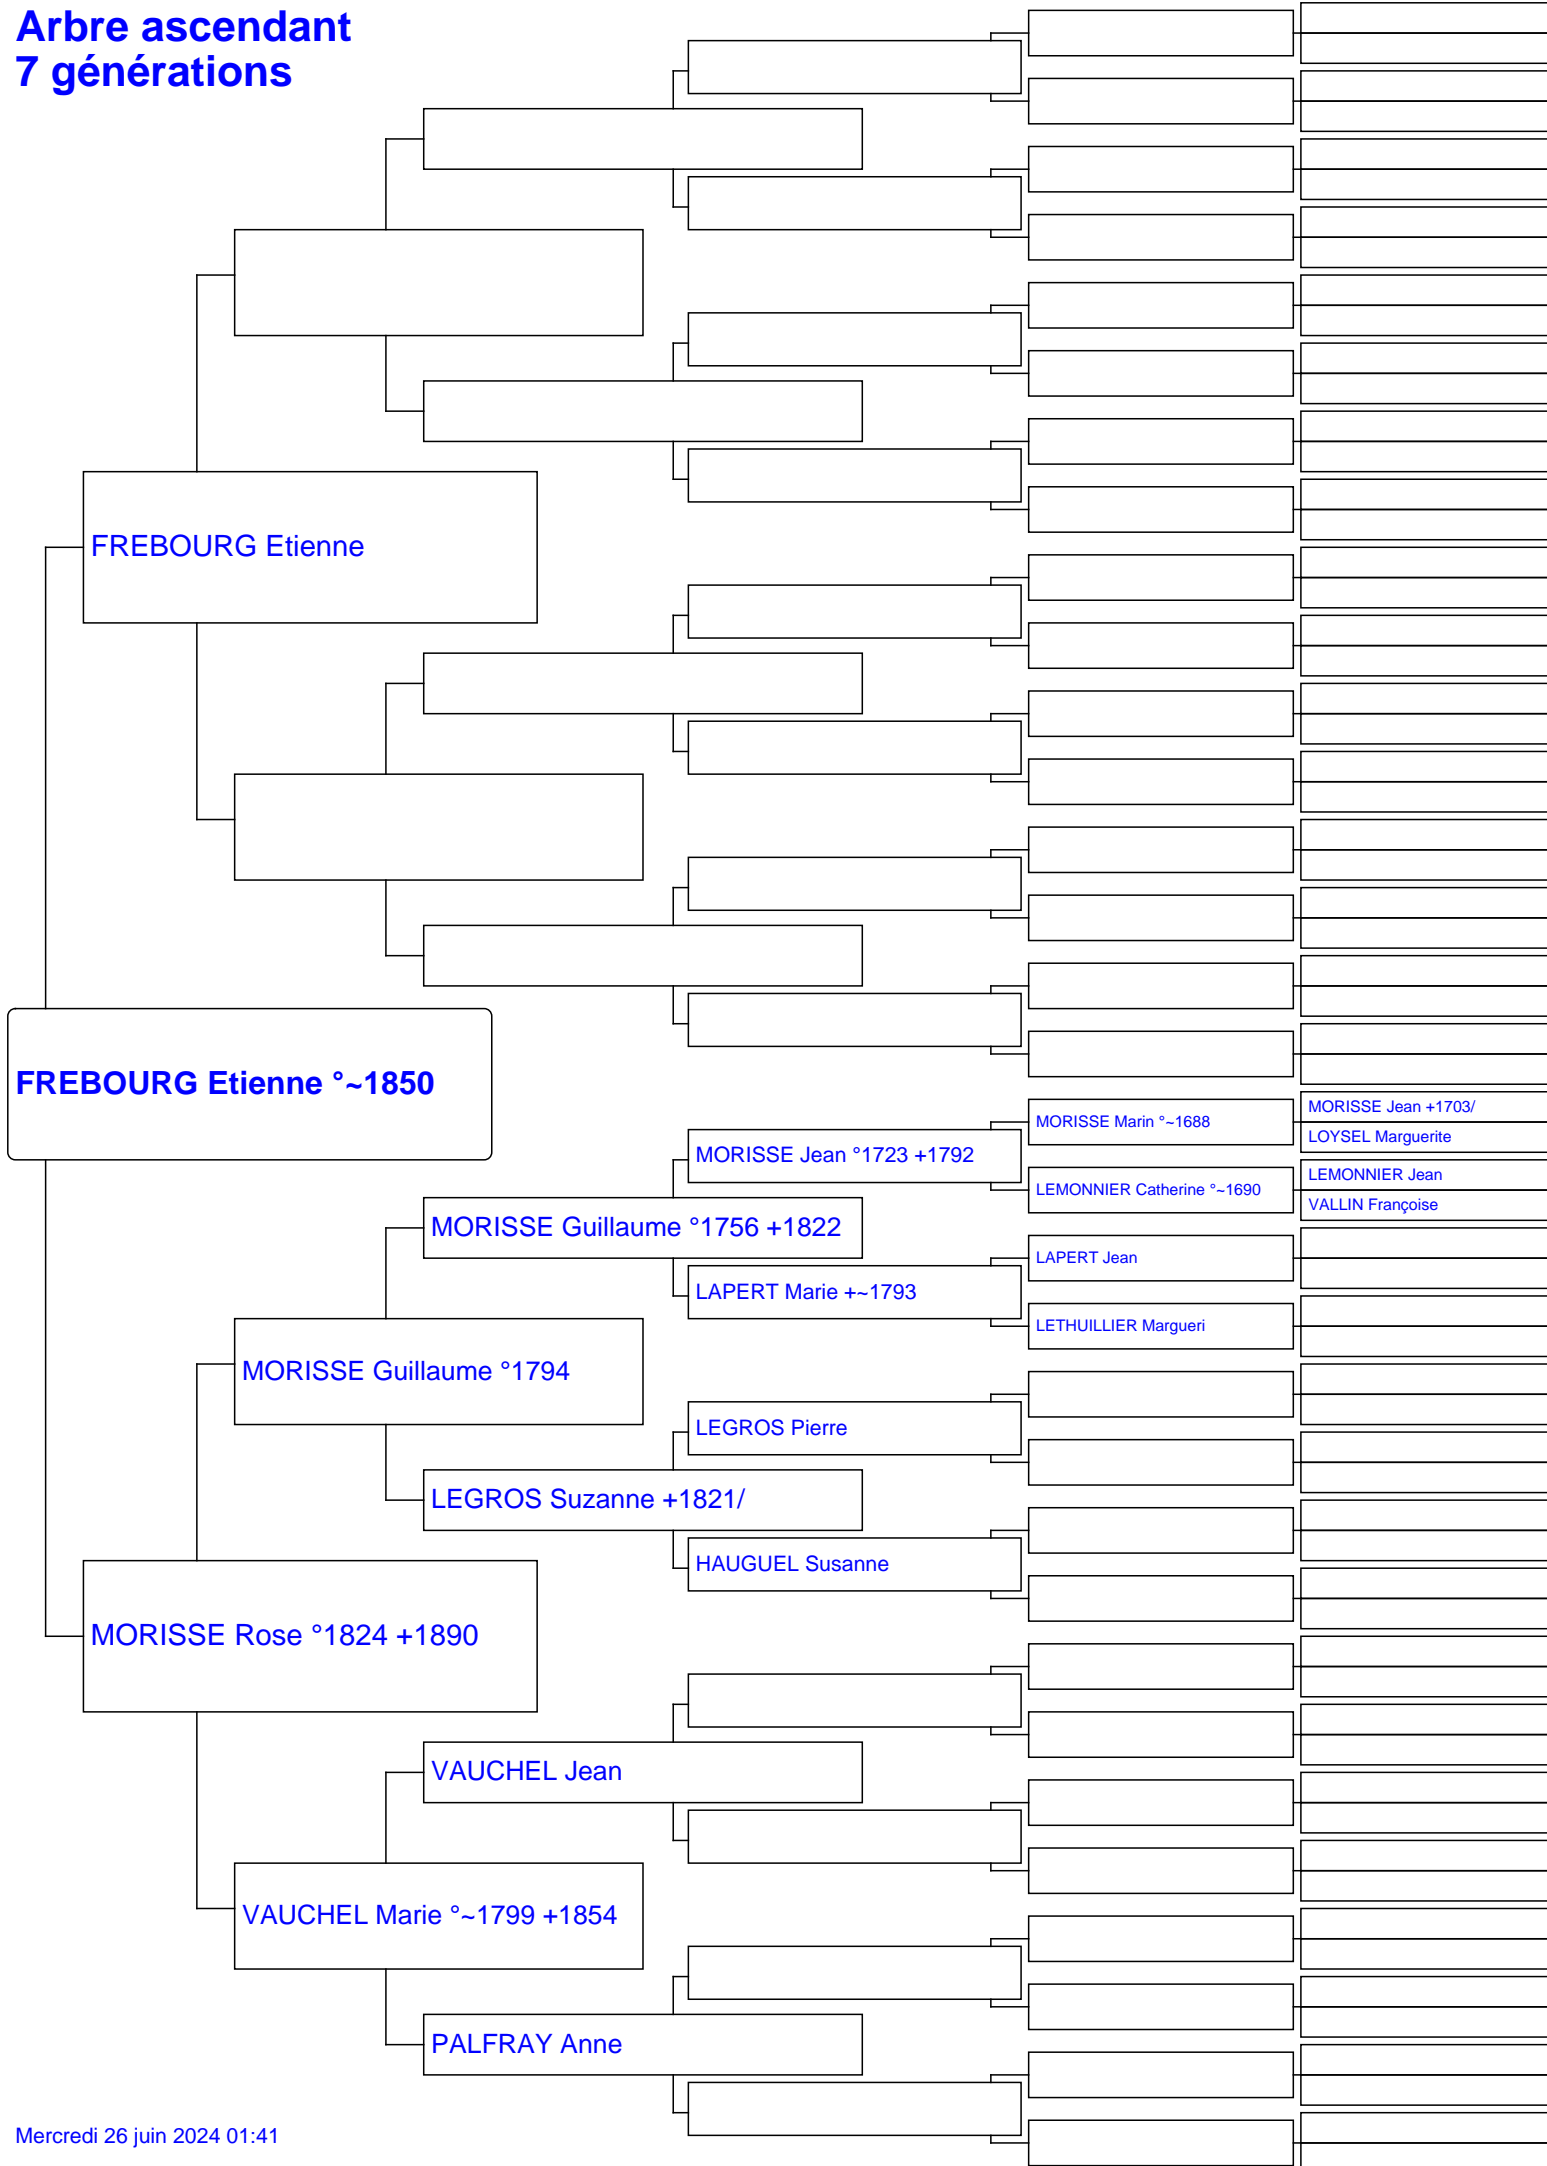 Arbre ascendant
7 générations
FREBOURG Etienne
FREBOURG Etienne °~1850
MORISSE Marin °~1688
MORISSE Jean +1703/
LOYSEL Marguerite
MORISSE Jean °1723 +1792
LEMONNIER Catherine °~1690
LEMONNIER Jean
VALLIN Françoise
MORISSE Guillaume °1756 +1822
LAPERT Jean
LAPERT Marie +~1793
LETHUILLIER Margueri
MORISSE Guillaume °1794
LEGROS Pierre
LEGROS Suzanne +1821/
HAUGUEL Susanne
MORISSE Rose °1824 +1890
VAUCHEL Jean
VAUCHEL Marie °~1799 +1854
PALFRAY Anne
Mercredi 26 juin 2024 01:41